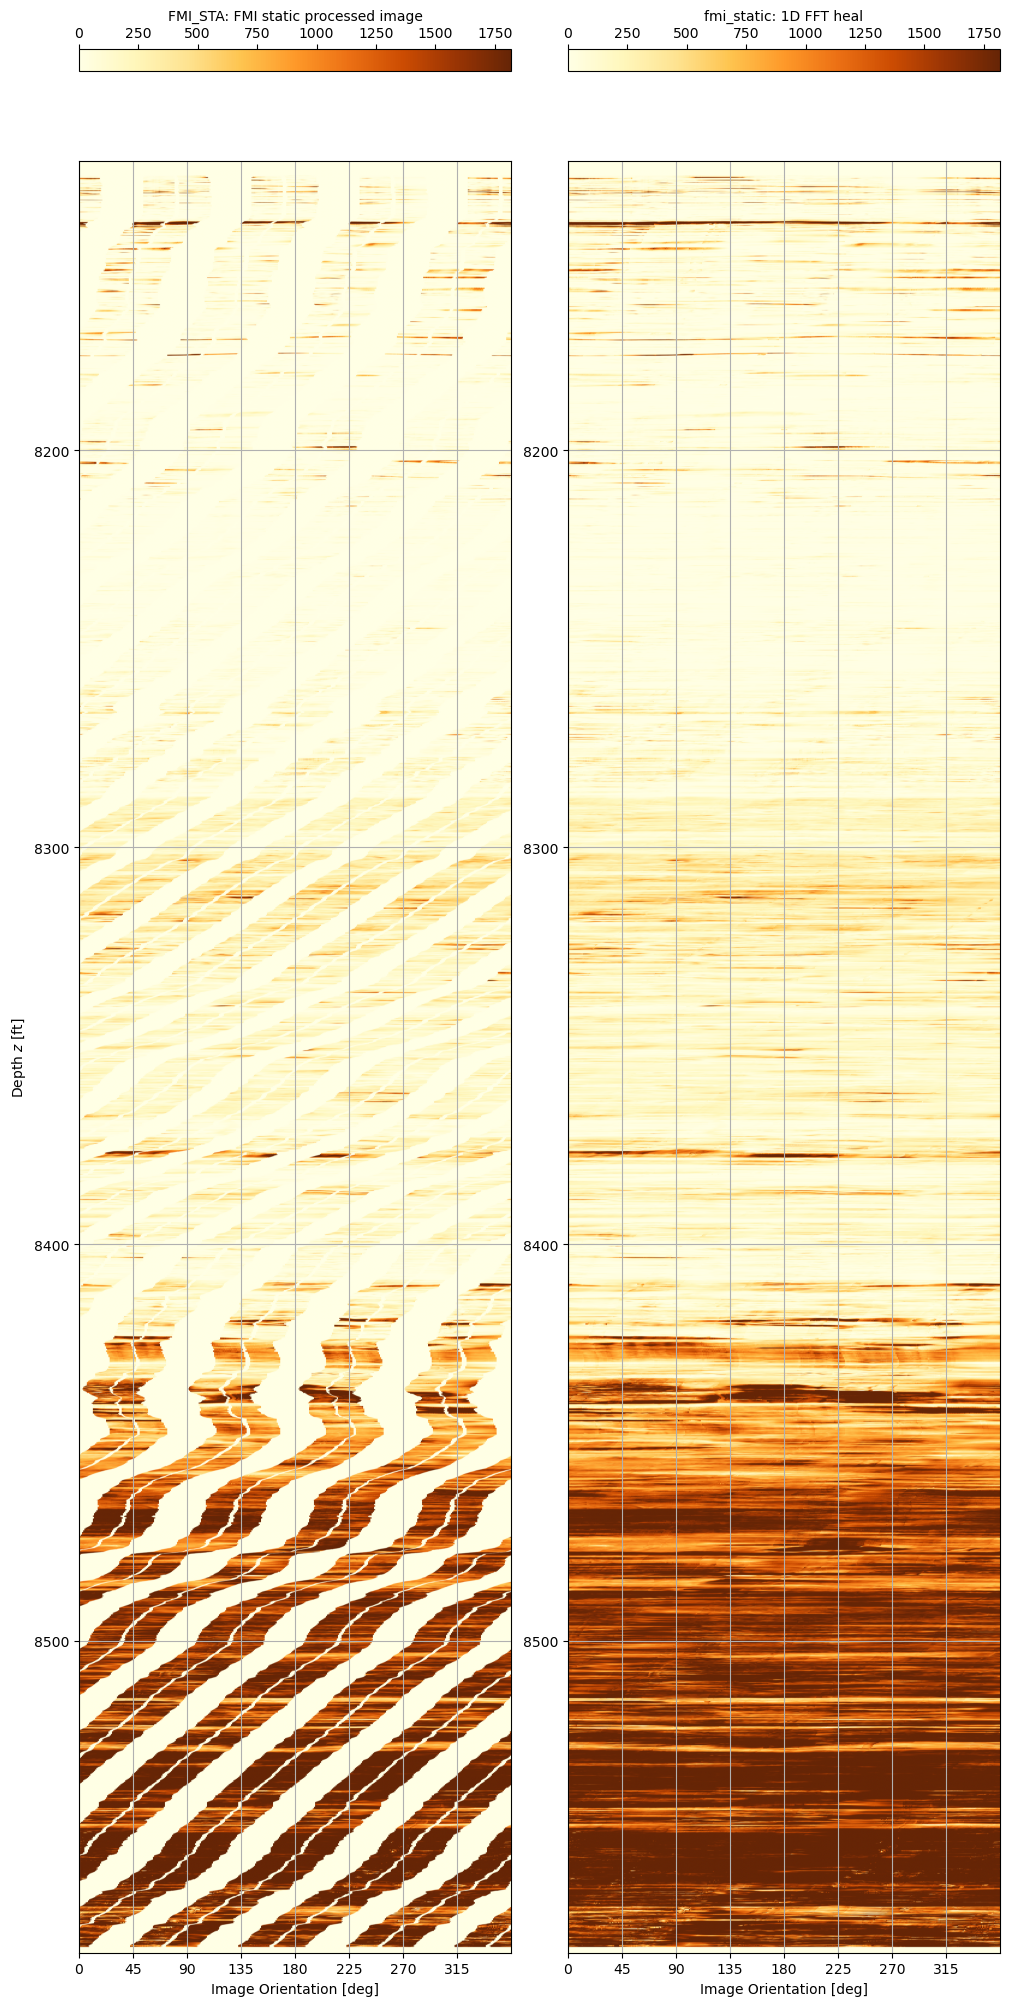 FMI_STA: FMI static processed image
0 250 500 750 1000 1250 1500 1750
fmi_static: 1D FFT heal
0 250 500 750 1000 1250 1500 1750
Depth z [ft]
8200
8300
8400
8500
0 45 90 135 180 225 270 315
Image Orientation [deg]
8200
8300
8400
8500
0 45 90 135 180 225 270 315
Image Orientation [deg]